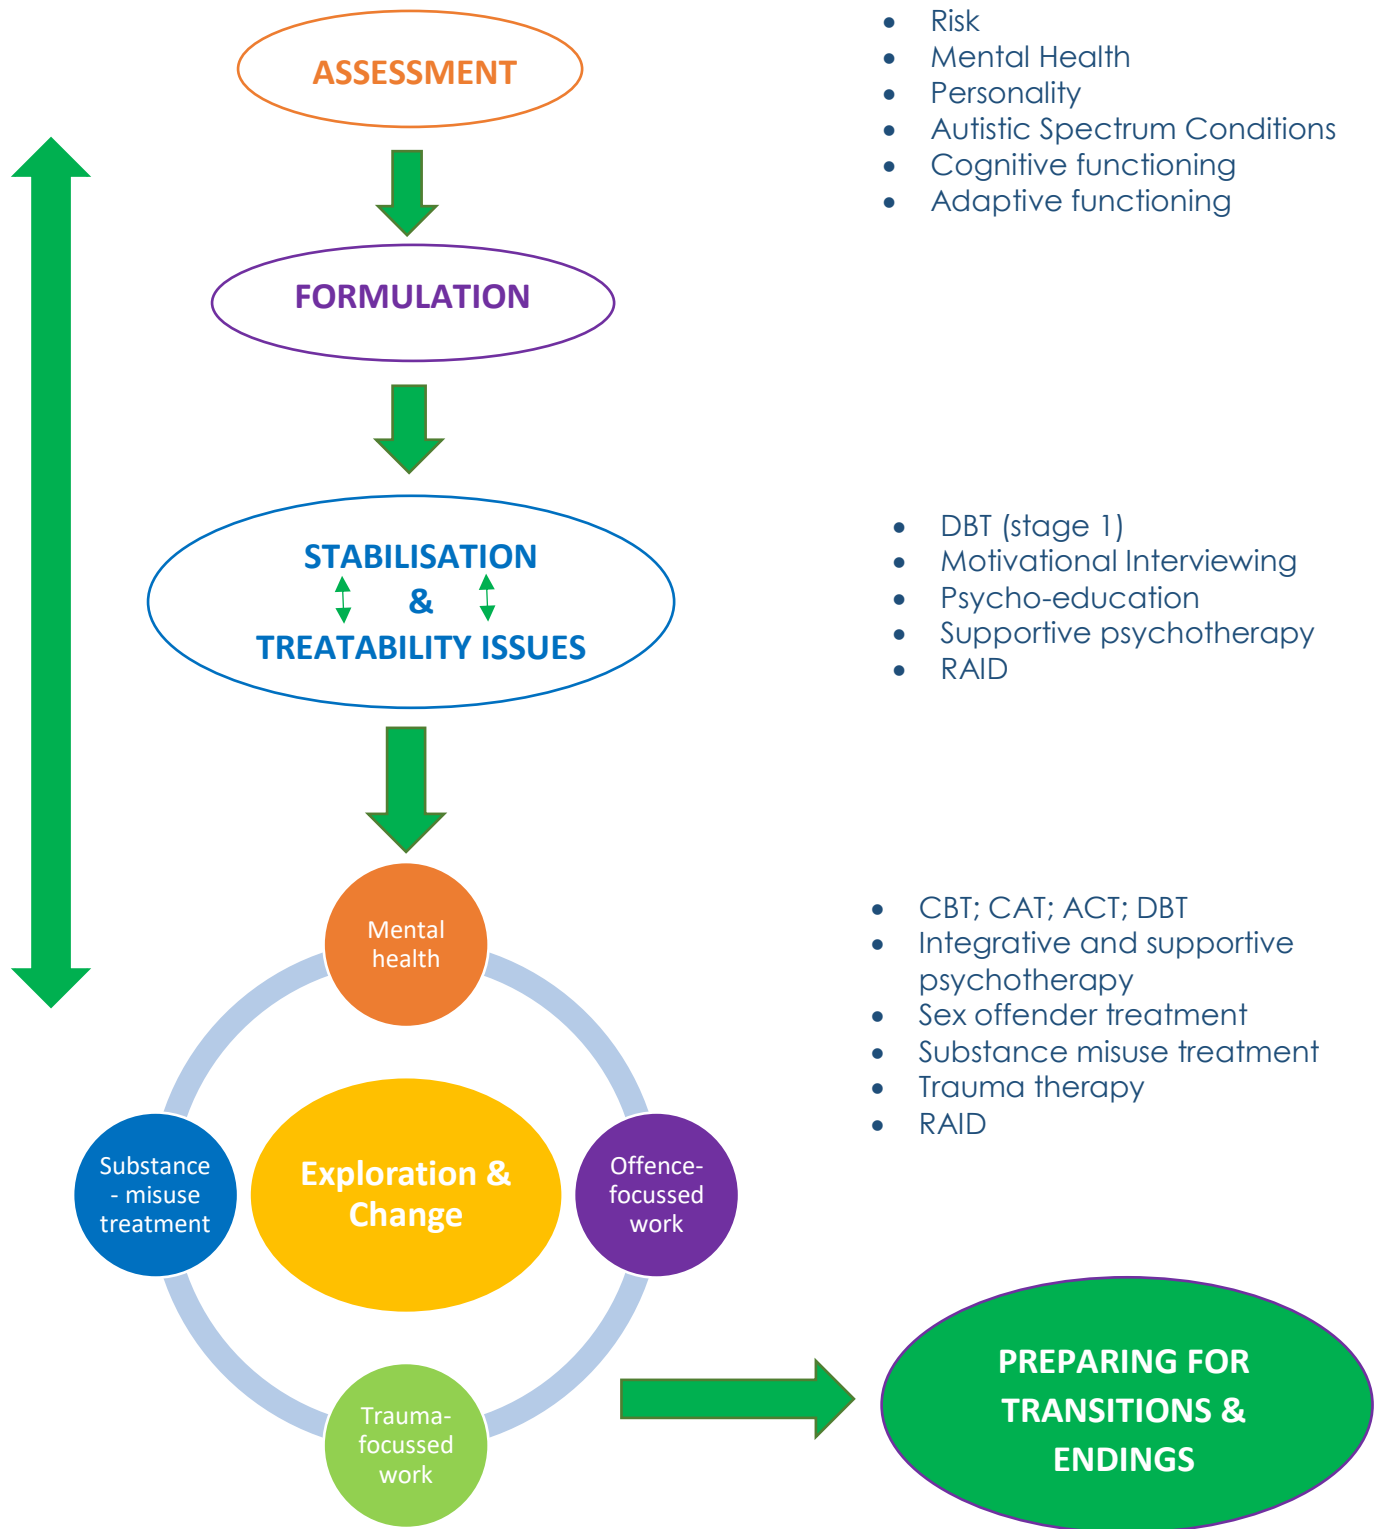 ASSESSMENT
• Risk
• Mental Health
• Personality
• Autistic Spectrum Conditions
• Cognitive functioning
• Adaptive functioning
FORMULATION
STABILISATION
&
TREATABILITY ISSUES
• DBT (stage 1)
• Motivational Interviewing
• Psycho-education
• Supportive psychotherapy
• RAID
Mental
health
• CBT; CAT; ACT; DBT
• Integrative and supportive
psychotherapy
• Sex offender treatment
• Substance misuse treatment
• Trauma therapy
• RAID
Substance
- misuse
treatment
Exploration &
Change
Offence-
focussed
work
Trauma-
focussed
work
PREPARING FOR
TRANSITIONS &
ENDINGS